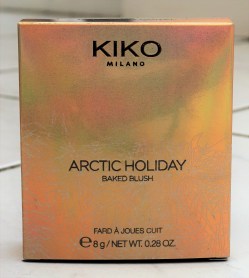 KIKO
MILANO
ARCTIC HOLIDAY
BAKED BLUSH
FARD À JOUES CUIT
℮ 8 g / NET WT. 0.28 OZ.